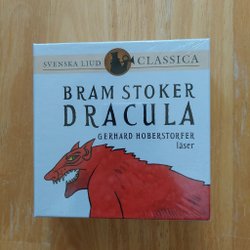 SVENSKA LJUD CLASSICA
BRAM STOKER
DRACULA
GERHARD HOBERSTORFER
läser